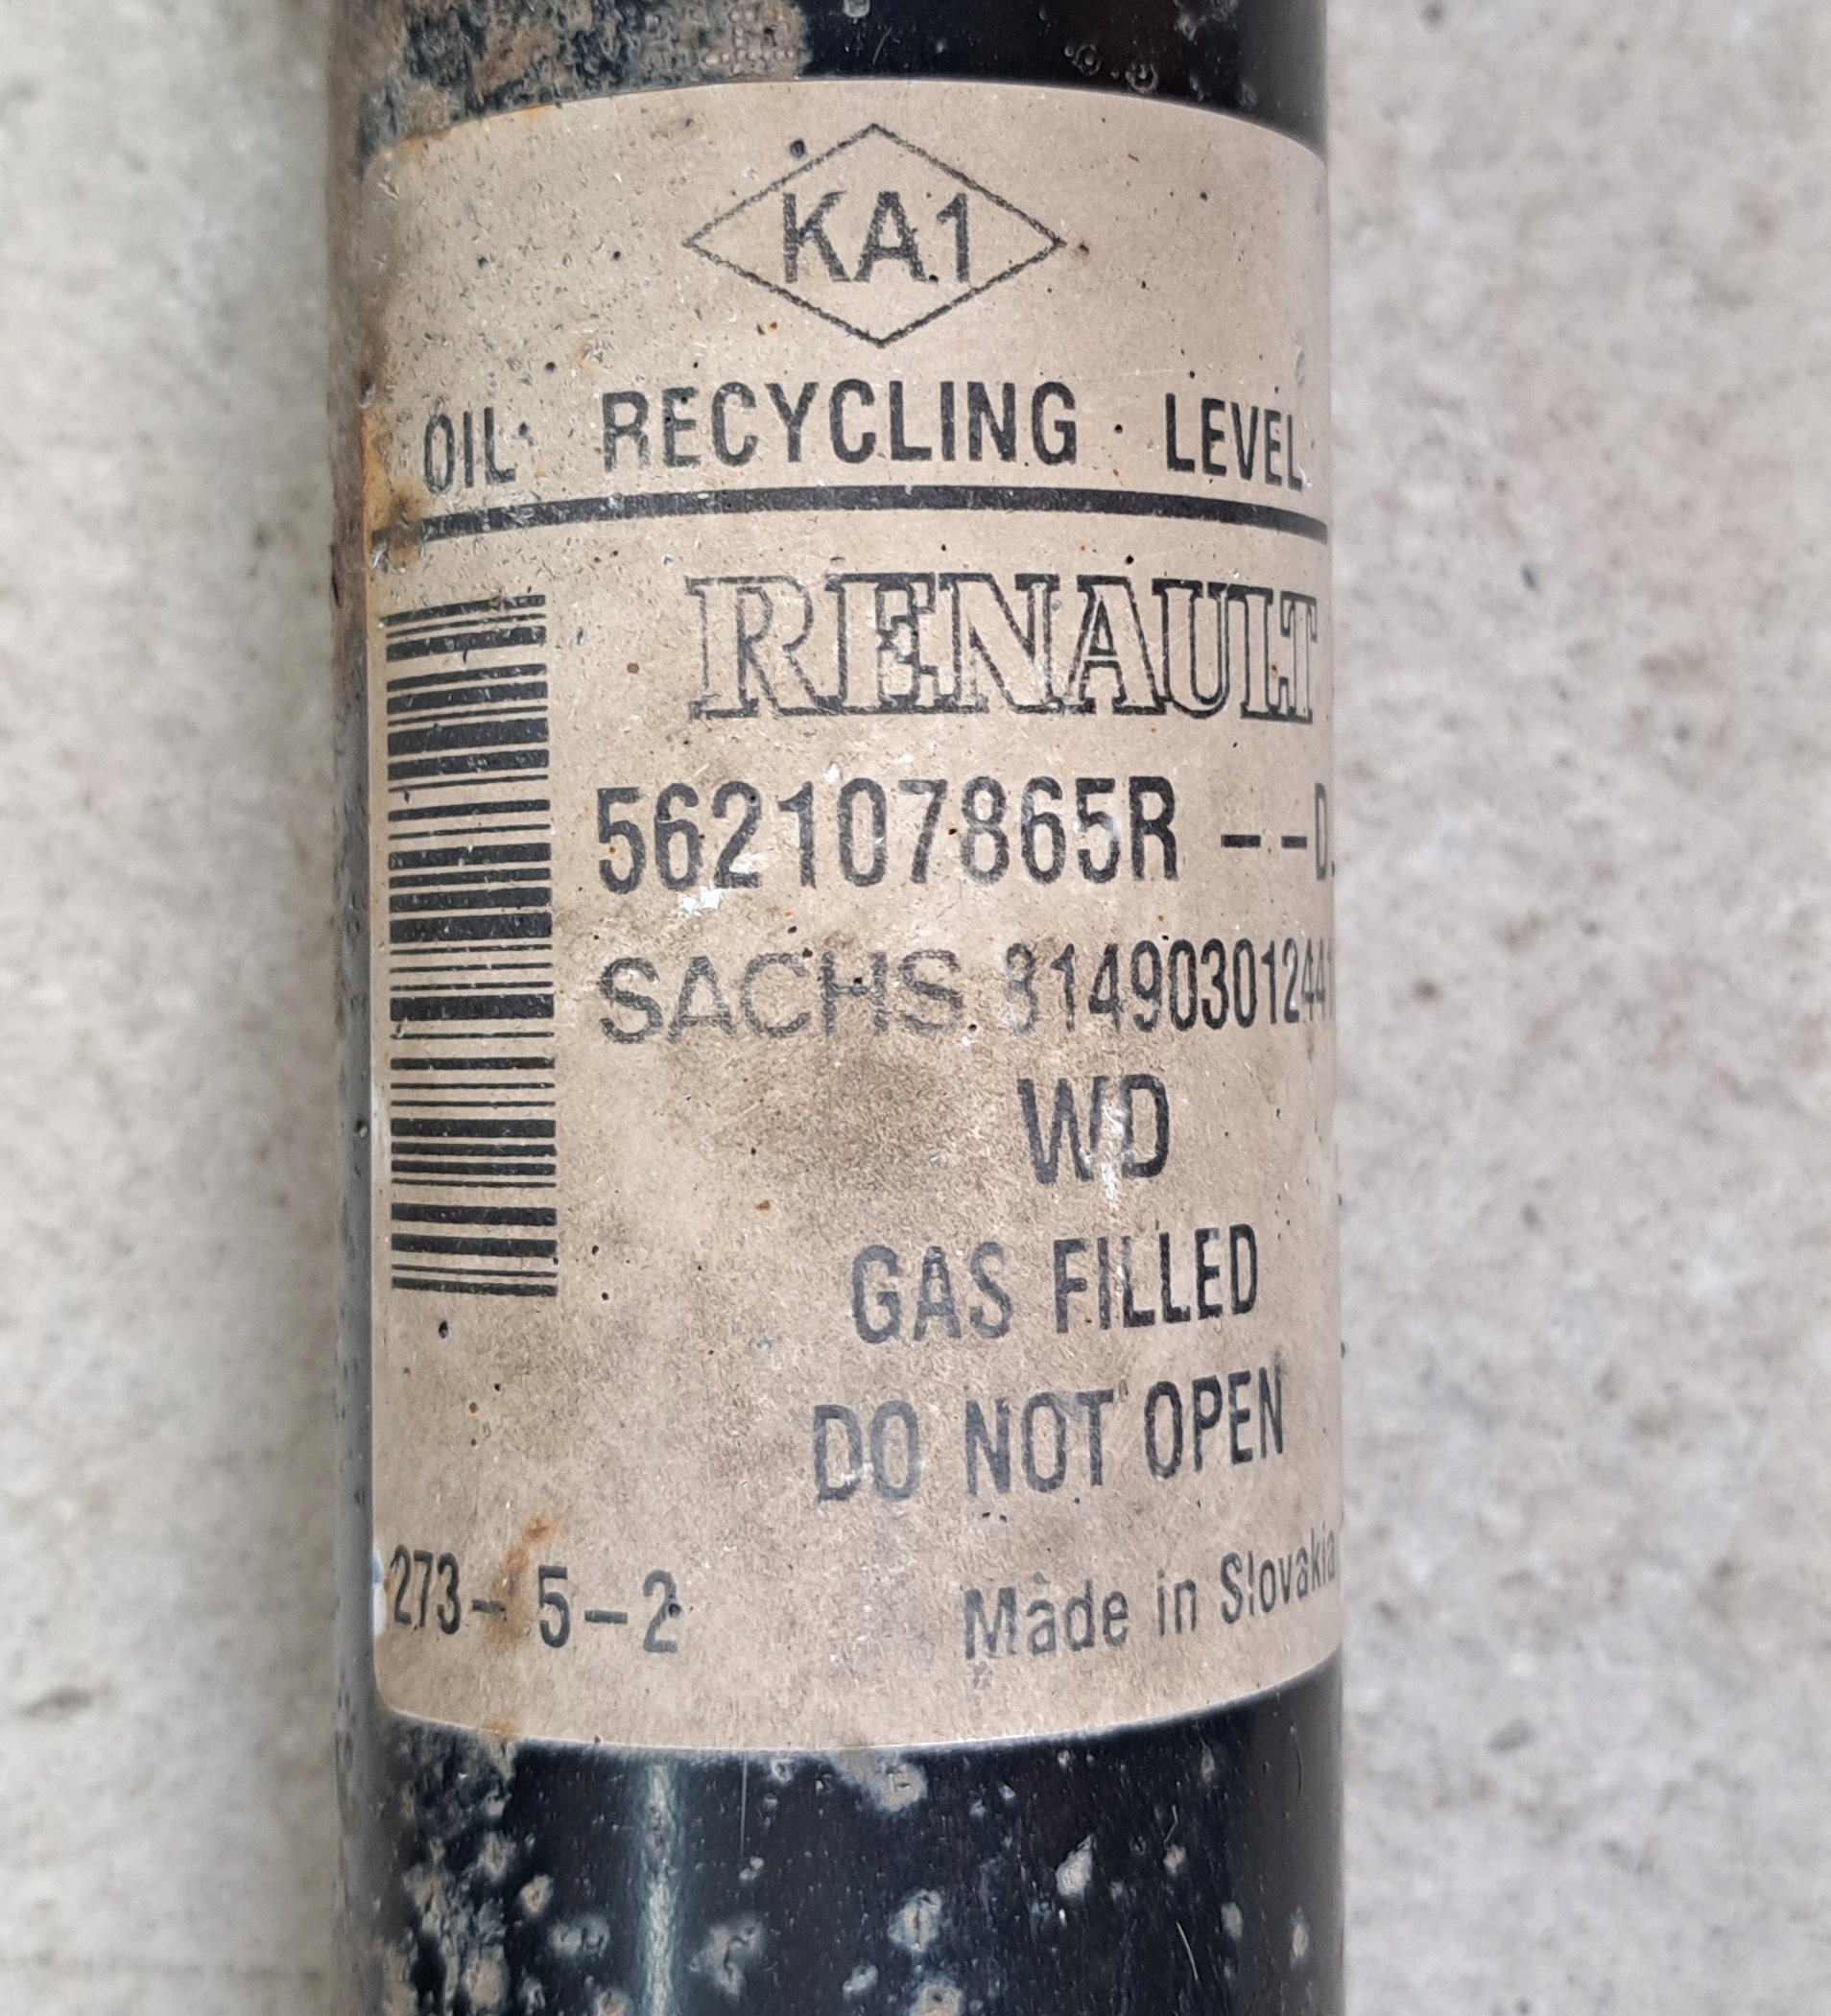 KA1
OIL RECYCLING LEVEL
RENAULT
562107865R --D.
SACHS 314903012441
WD
GAS FILLED
DO NOT OPEN
273- 5-2 Made in Slovakia